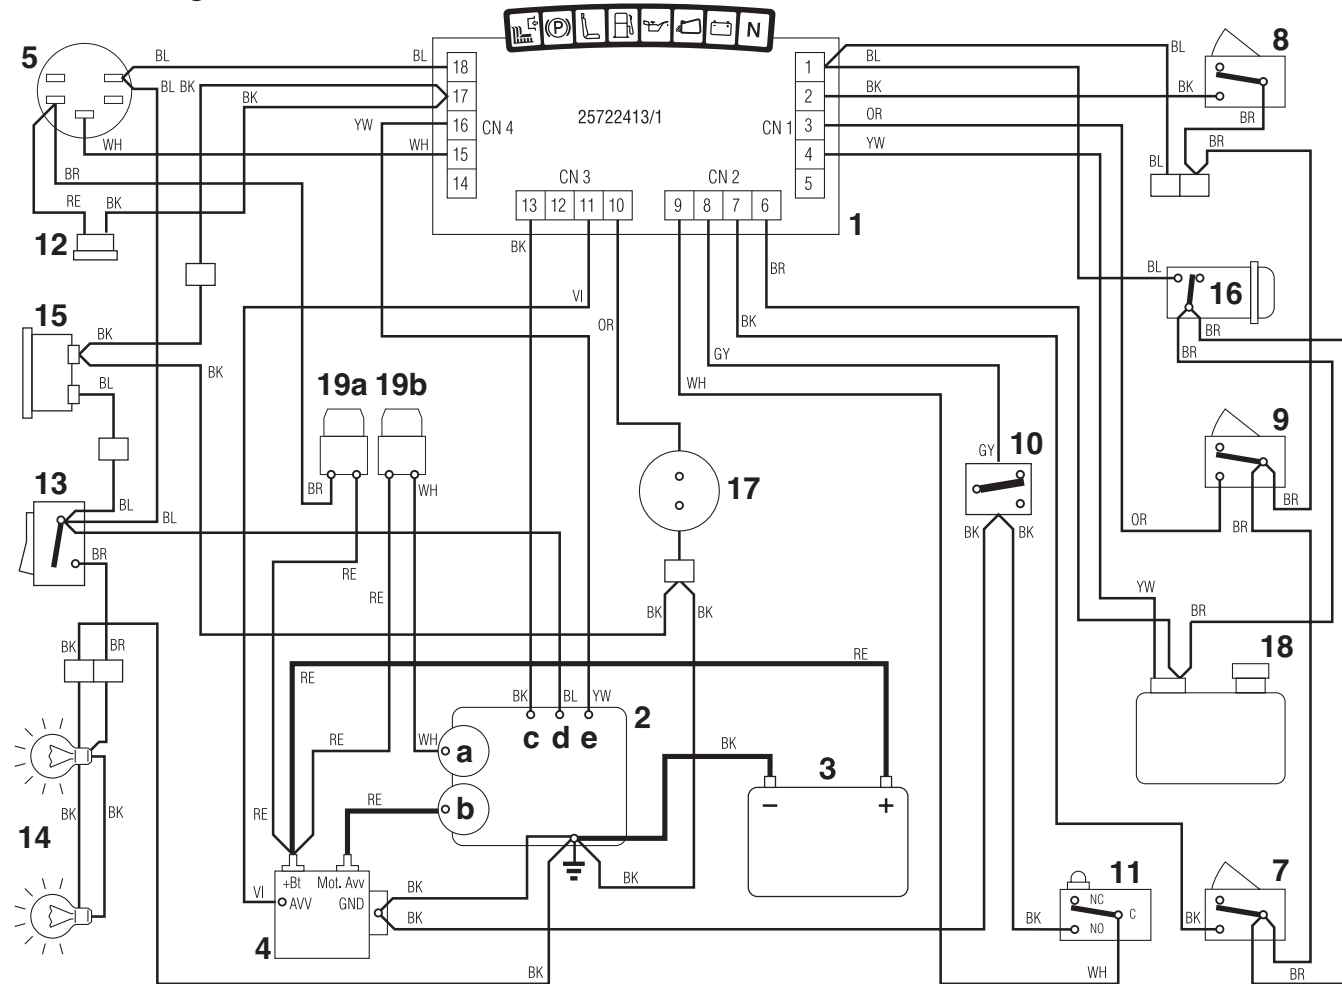 P N
5 BL BL 18 1 BL BL 8
BL BK 17 2 BK BK
BK YW 16 CN 4 25722413/1 CN 1 3 OR BR
WH WH 15 4 YW BL BR
BR 14 CN 3 CN 2 5
RE BK 13 12 11 10 9 8 7 6 1
12 BK BR BL 16
VI OR BK BR
15 BK GY BR
BK WH
BL 19a 19b 9
GY 10
13 BR WH 17 BR
BL BL OR BR
BR BK BK
RE RE YW
BK BK BR
BK BR RE 18
RE BK BL YW 2
c d e
RE WH a BK 3
RE b − +
BK BK RE
14 7
+Bt Mot. Avv BK BK 11
VI AVV GND NC C
BK BK NO BK
4 BK WH BR